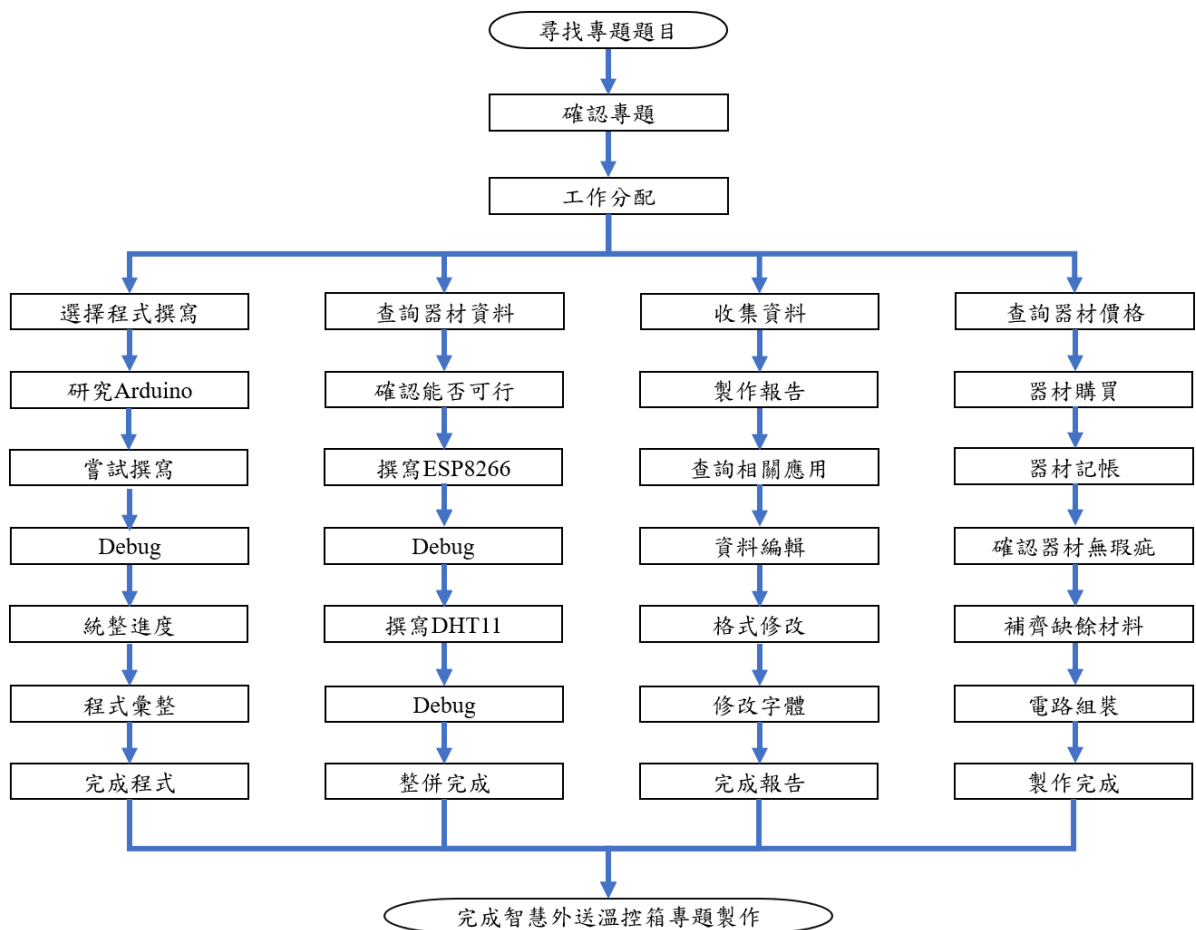 尋找專題題目
確認專題
工作分配
選擇程式撰寫
研究Arduino
嘗試撰寫
Debug
統整進度
程式彙整
完成程式
查詢器材資料
確認能否可行
撰寫ESP8266
Debug
撰寫DHT11
Debug
整併完成
收集資料
製作報告
查詢相關應用
資料編輯
格式修改
修改字體
完成報告
查詢器材價格
器材購買
器材記帳
確認器材無瑕疵
補齊缺餘材料
電路組裝
製作完成
完成智慧外送溫控箱專題製作